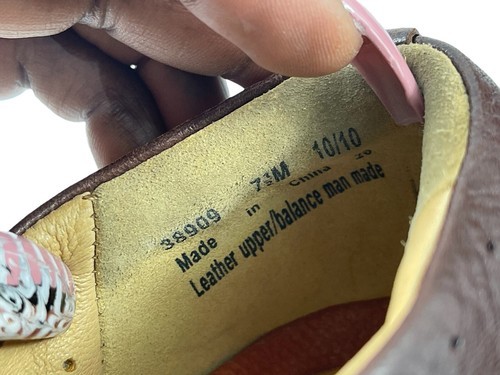 38909 7½M 10/10
Made in China 20
Leather upper/balance man made